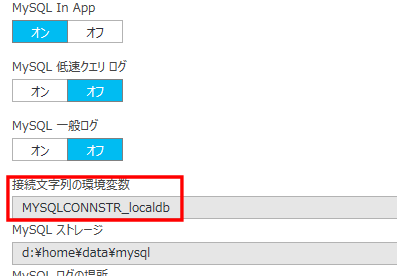 MySQL In App
オン オフ
MySQL 低速クエリ ログ
オン オフ
MySQL 一般ログ
オン オフ
接続文字列の環境変数
MYSQLCONNSTR_localdb
MySQL ストレージ
d:¥home¥data¥mysql
MySQL ログの場所